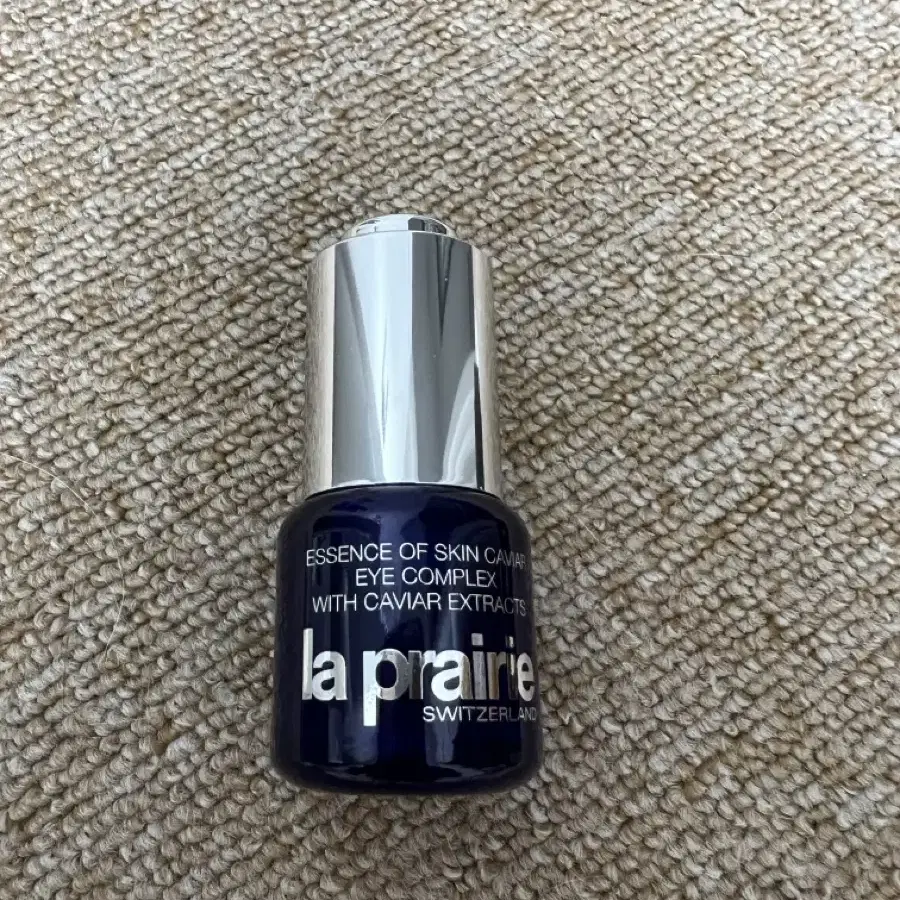 ESSENCE OF SKIN CAVIAR
EYE COMPLEX
WITH CAVIAR EXTRACTS
la prairie
SWITZERLAND